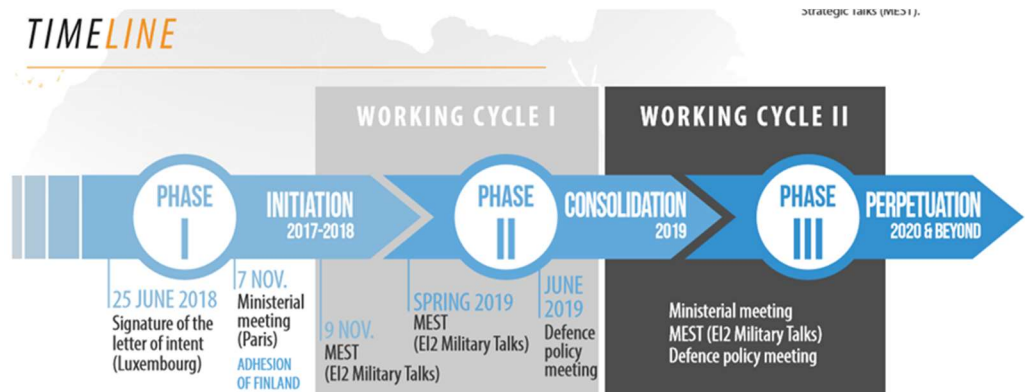 Strategic Talks (MEST).
TIMELINE
WORKING CYCLE I
WORKING CYCLE II
PHASE
I
INITIATION
2017-2018
PHASE
II
CONSOLIDATION
2019
PHASE
III
PERPETUATION
2020 & BEYOND
25 JUNE 2018
Signature of the
letter of intent
(Luxembourg)
7 NOV.
Ministerial
meeting
(Paris)
ADHESION
OF FINLAND
9 NOV.
MEST
(EI2 Military Talks)
SPRING 2019
MEST
(EI2 Military Talks)
JUNE
2019
Defence
policy
meeting
Ministerial meeting
MEST (EI2 Military Talks)
Defence policy meeting